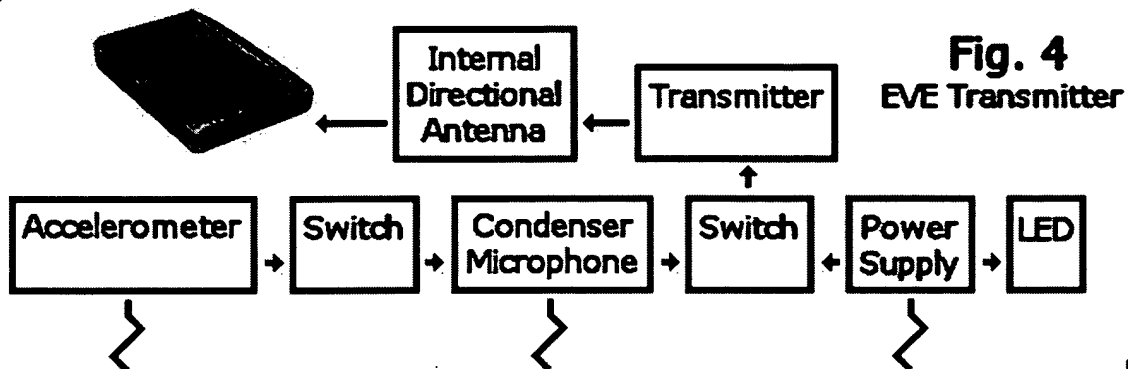 Fig. 4
EVE Transmitter
Internal
Directional
Antenna
Transmitter
Accelerometer
Switch
Condenser
Microphone
Switch
Power
Supply
LED